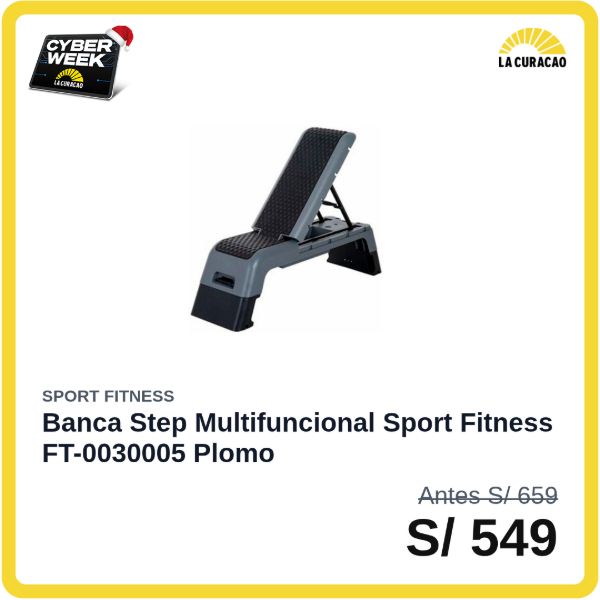 CYBER
WEEK
LA CURACAO
LA CURACAO
SPORT FITNESS
Banca Step Multifuncional Sport Fitness
FT-0030005 Plomo
Antes S/ 659
S/ 549